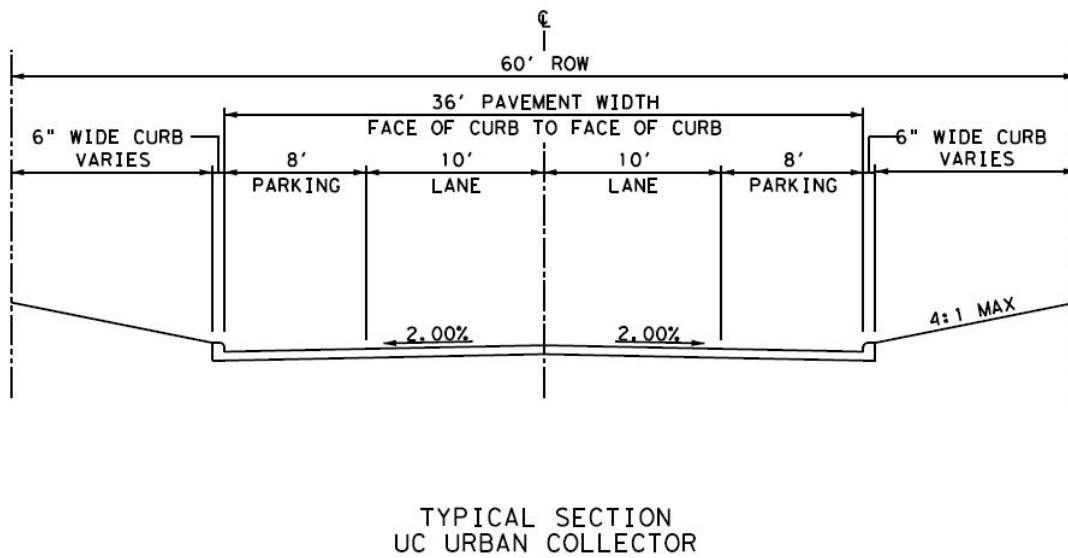 ℄
60' ROW
36' PAVEMENT WIDTH
FACE OF CURB TO FACE OF CURB
6" WIDE CURB
VARIES
8'
PARKING
10'
LANE
10'
LANE
8'
PARKING
6" WIDE CURB
VARIES
2.00%
2.00%
4:1 MAX
TYPICAL SECTION
UC URBAN COLLECTOR